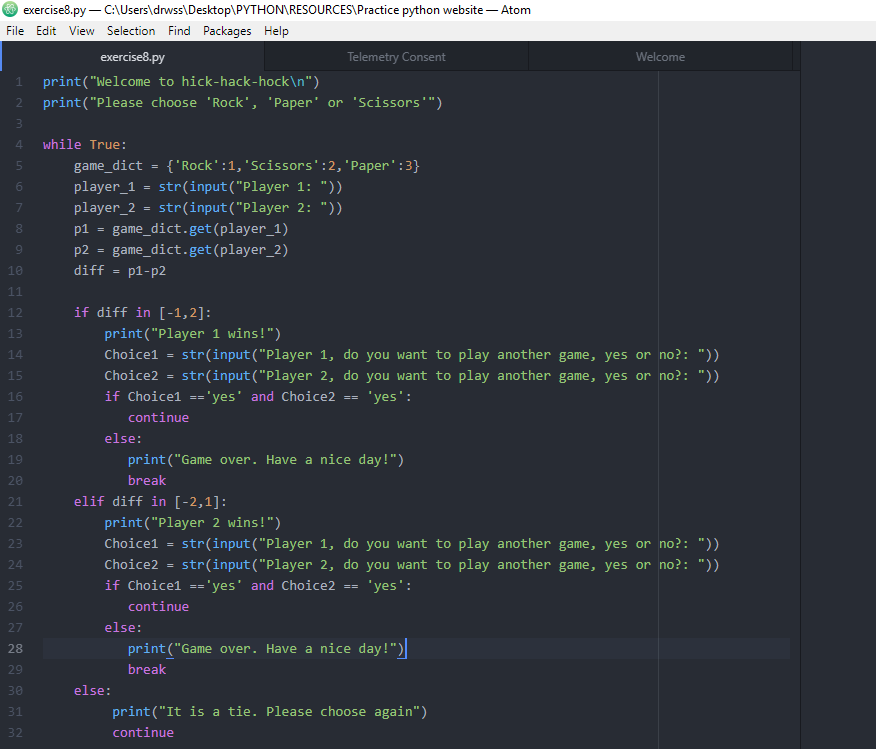 exercise8.py — C:\Users\drwss\Desktop\PYTHON\RESOURCES\Practice python website — Atom
File Edit View Selection Find Packages Help
exercise8.py Telemetry Consent Welcome
1 print("Welcome to hick-hack-hock\n")
2 print("Please choose 'Rock', 'Paper' or 'Scissors'")
3
4 while True:
5     game_dict = {'Rock':1,'Scissors':2,'Paper':3}
6     player_1 = str(input("Player 1: "))
7     player_2 = str(input("Player 2: "))
8     p1 = game_dict.get(player_1)
9     p2 = game_dict.get(player_2)
10     diff = p1-p2
11
12     if diff in [-1,2]:
13         print("Player 1 wins!")
14         Choice1 = str(input("Player 1, do you want to play another game, yes or no?: "))
15         Choice2 = str(input("Player 2, do you want to play another game, yes or no?: "))
16         if Choice1 =='yes' and Choice2 == 'yes':
17            continue
18         else:
19            print("Game over. Have a nice day!")
20            break
21     elif diff in [-2,1]:
22         print("Player 2 wins!")
23         Choice1 = str(input("Player 1, do you want to play another game, yes or no?: "))
24         Choice2 = str(input("Player 2, do you want to play another game, yes or no?: "))
25         if Choice1 =='yes' and Choice2 == 'yes':
26            continue
27         else:
28            print("Game over. Have a nice day!")
29            break
30     else:
31          print("It is a tie. Please choose again")
32          continue